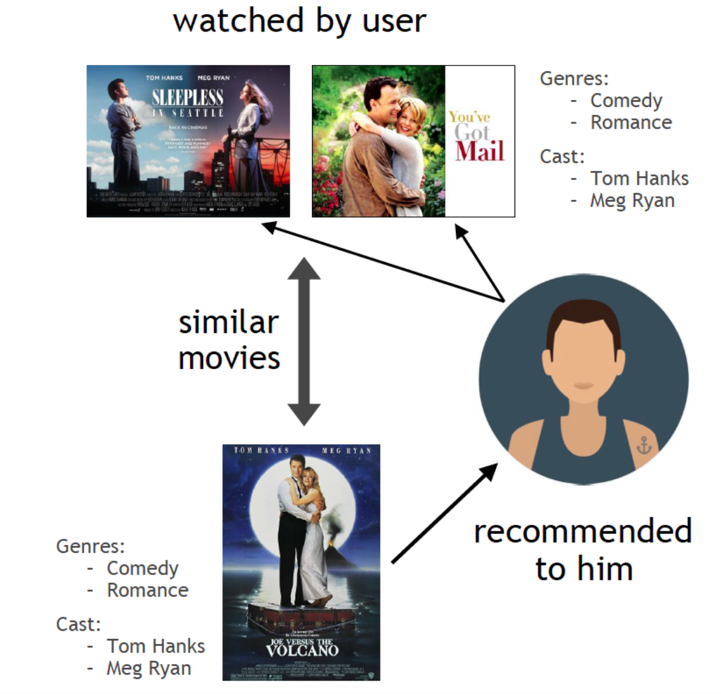 watched by user
TOM HANKS MEG RYAN
SLEEPLESS
IN SEATTLE
You've
Got
Mail
Genres:
- Comedy
- Romance
Cast:
- Tom Hanks
- Meg Ryan
similar
movies
recommended
to him
TOM HANKS MEG RYAN
JOE VERSUS THE
VOLCANO
Genres:
- Comedy
- Romance
Cast:
- Tom Hanks
- Meg Ryan